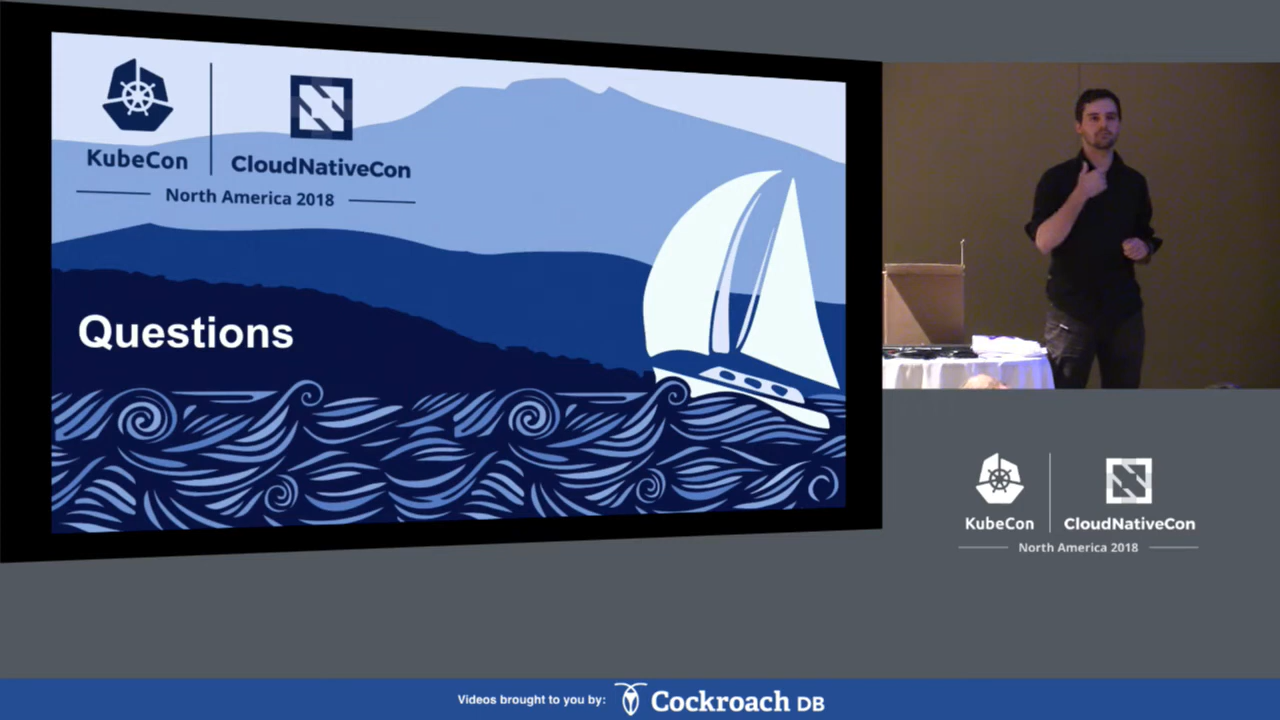 KubeCon
CloudNativeCon
North America 2018
Questions
KubeCon
CloudNativeCon
North America 2018
Videos brought to you by:
Cockroach DB